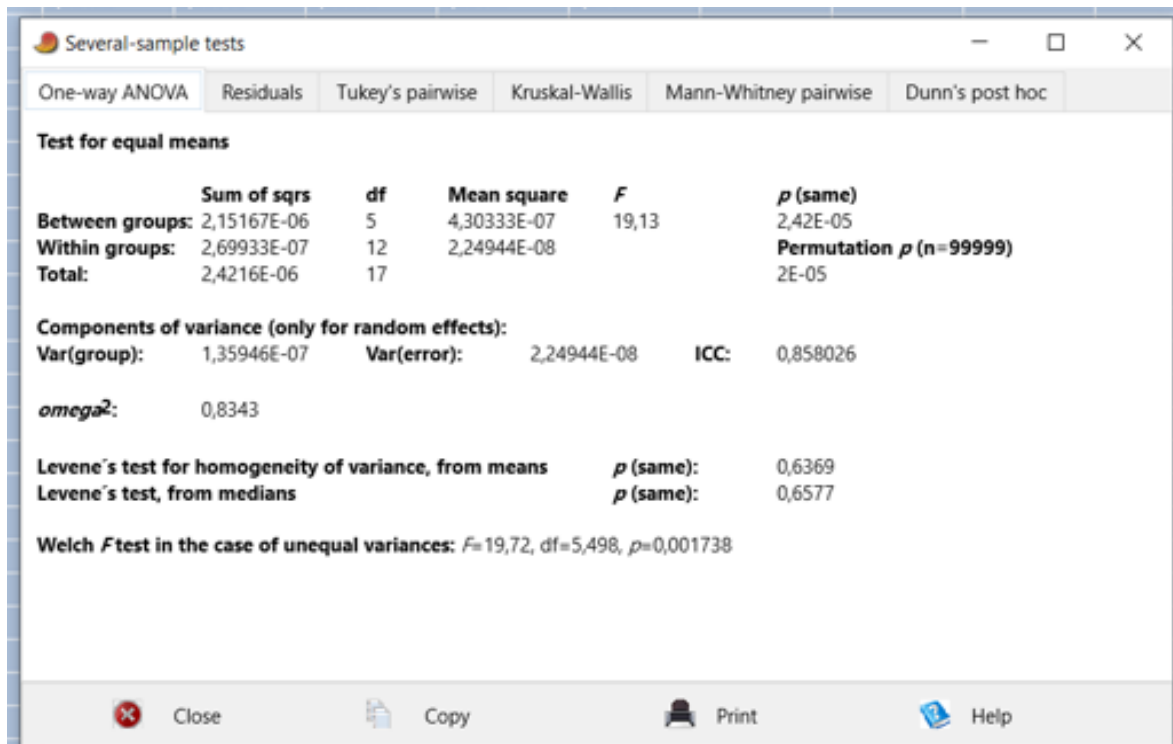 Several-sample tests
One-way ANOVA Residuals Tukey's pairwise Kruskal-Wallis Mann-Whitney pairwise Dunn's post hoc
Test for equal means
Sum of sqrs df Mean square F p (same)
Between groups: 2,15167E-06 5 4,30333E-07 19,13 2,42E-05
Within groups: 2,69933E-07 12 2,24944E-08 Permutation p (n=99999)
Total: 2,4216E-06 17 2E-05
Components of variance (only for random effects):
Var(group): 1,35946E-07 Var(error): 2,24944E-08 ICC: 0,858026
omega2: 0,8343
Levene´s test for homogeneity of variance, from means p (same): 0,6369
Levene´s test, from medians p (same): 0,6577
Welch F test in the case of unequal variances: F=19,72, df=5,498, p=0,001738
Close Copy Print Help